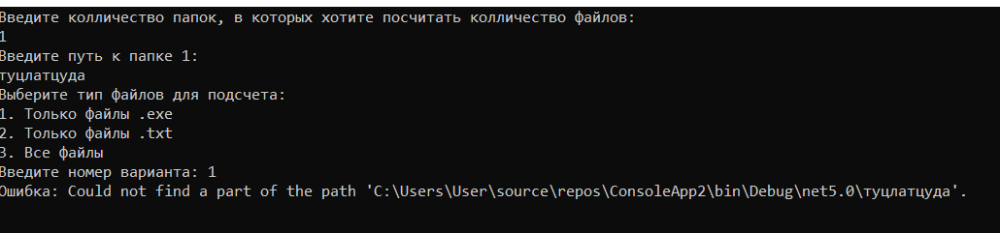 Введите колличество папок, в которых хотите посчитать колличество файлов:
1
Введите путь к папке 1:
туцлатцуда
Выберите тип файлов для подсчета:
1. Только файлы .exe
2. Только файлы .txt
3. Все файлы
Введите номер варианта: 1
Ошибка: Could not find a part of the path 'C:\Users\User\source\repos\ConsoleApp2\bin\Debug\net5.0\туцлатцуда'.